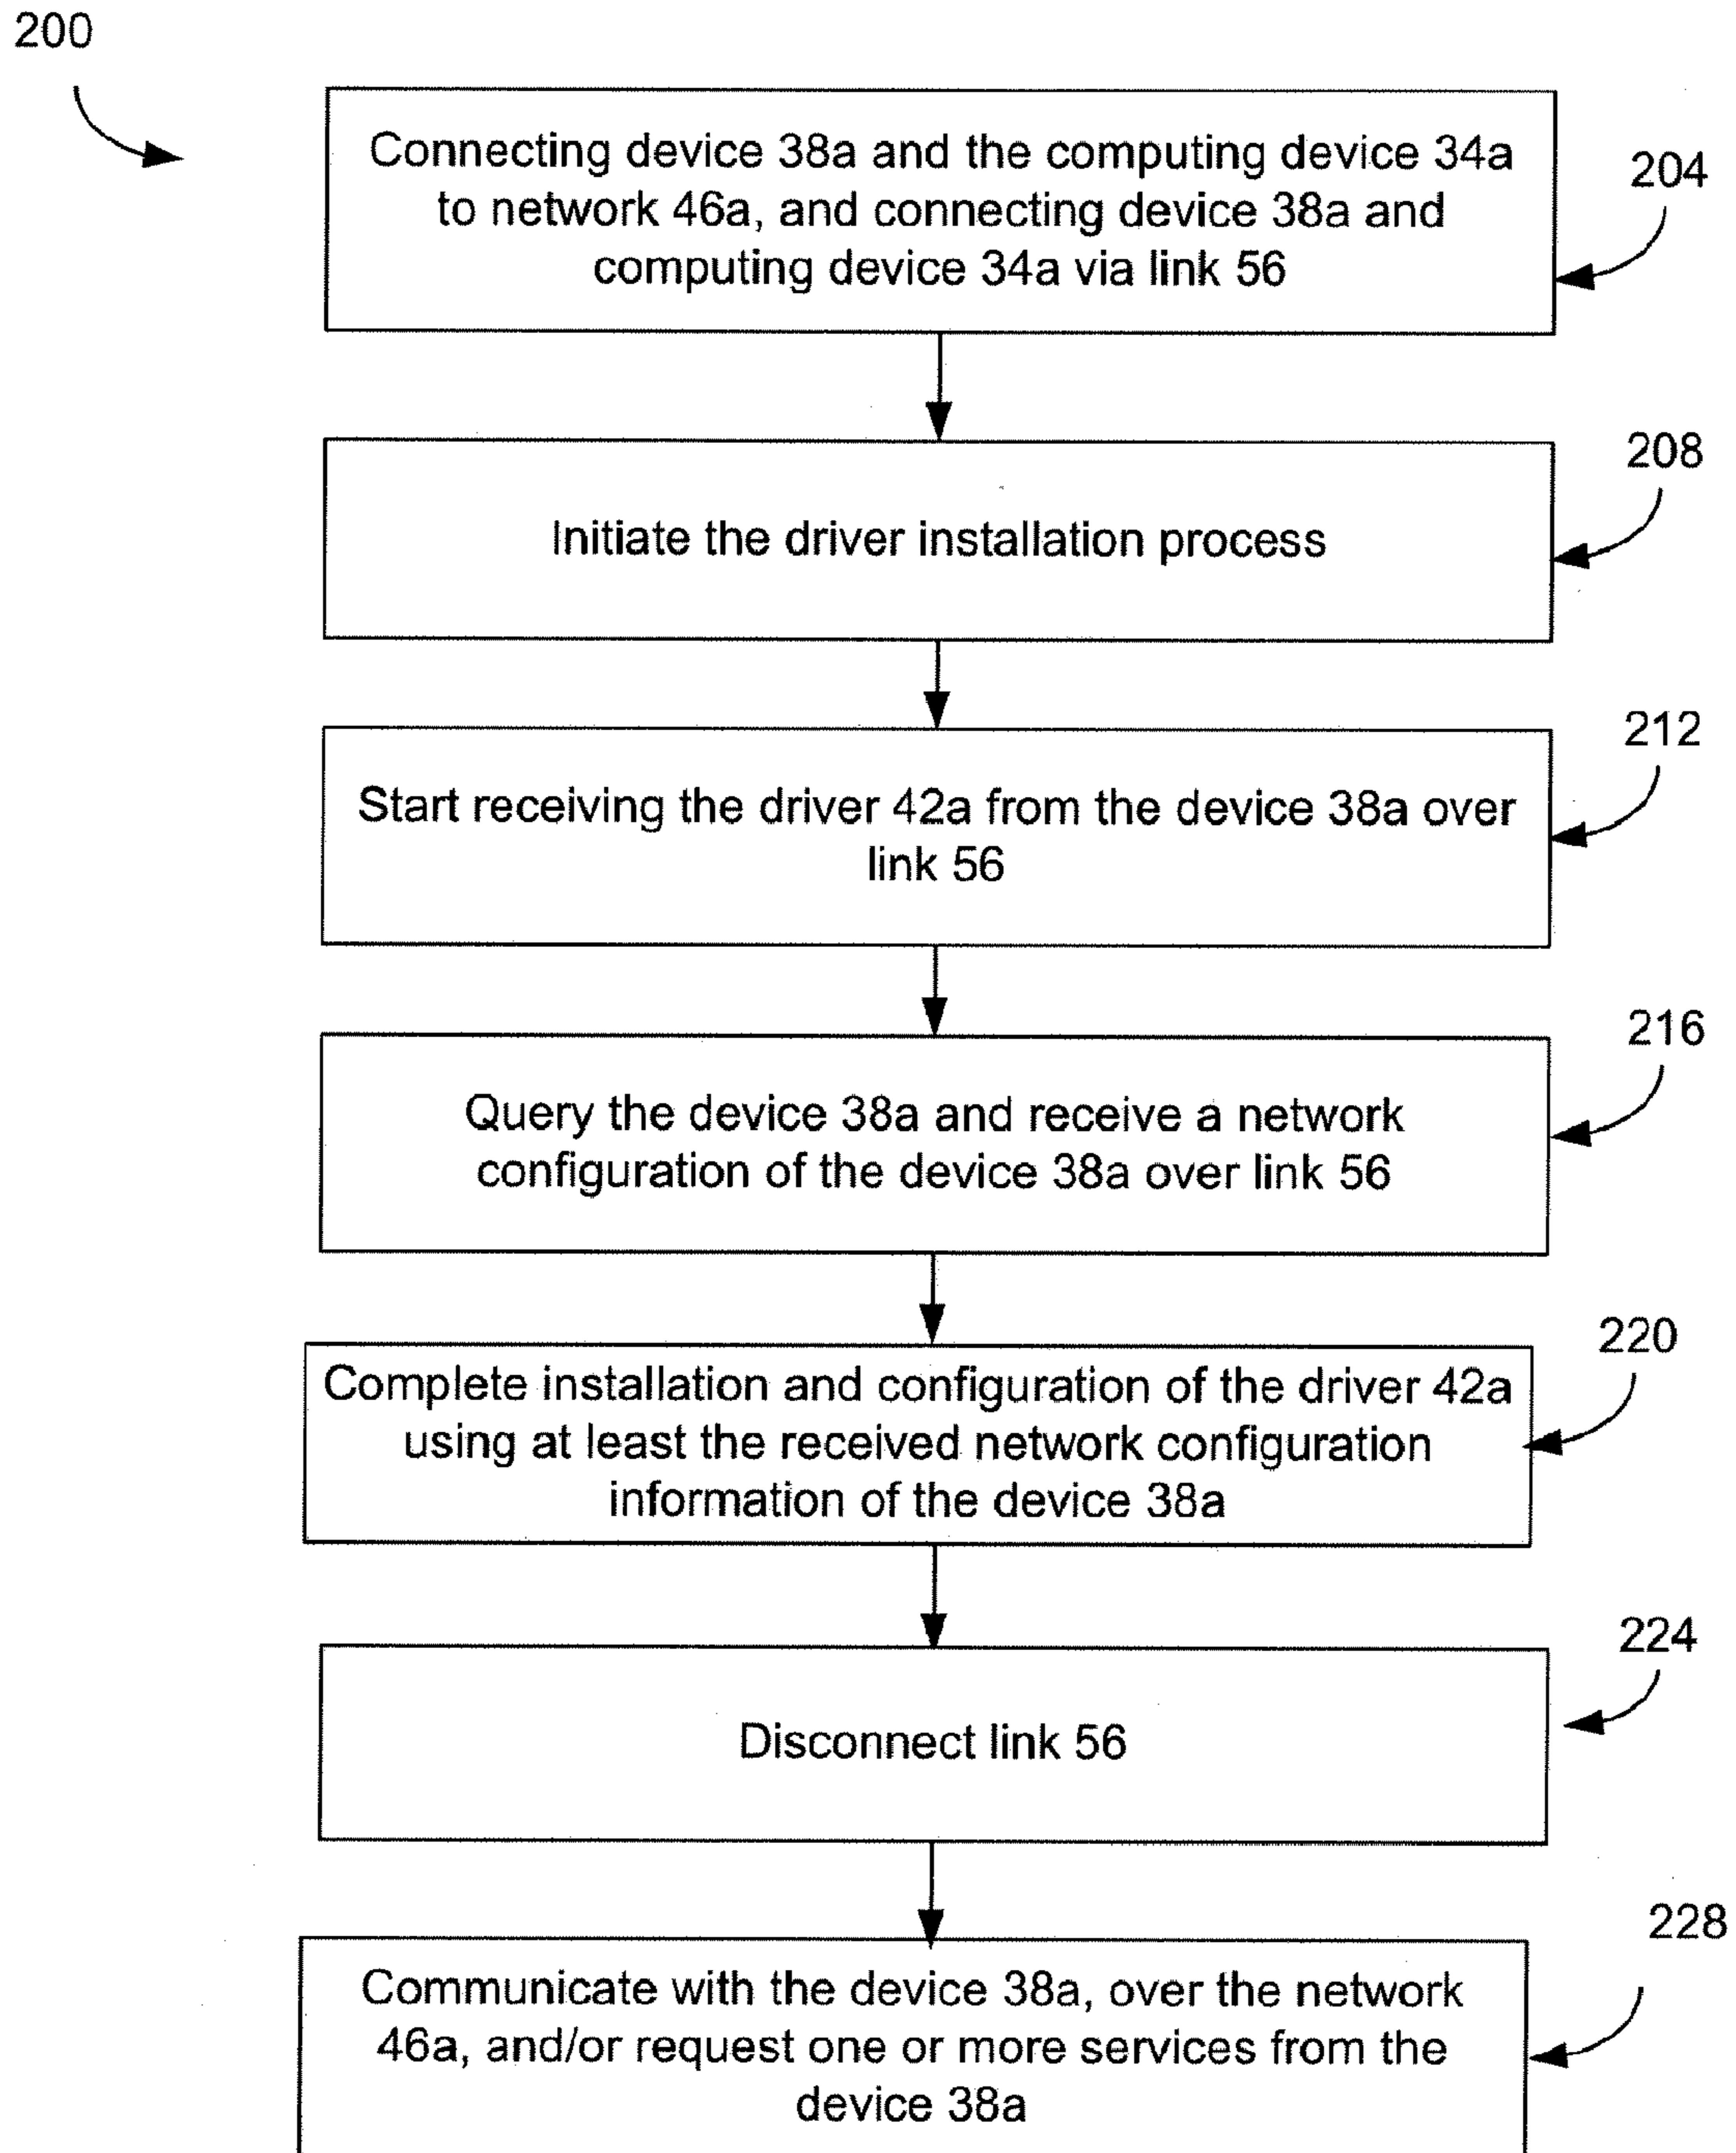 200
Connecting device 38a and the computing device 34a
to network 46a, and connecting device 38a and
computing device 34a via link 56
204
Initiate the driver installation process
208
Start receiving the driver 42a from the device 38a over
link 56
212
Query the device 38a and receive a network
configuration of the device 38a over link 56
216
Complete installation and configuration of the driver 42a
using at least the received network configuration
information of the device 38a
220
Disconnect link 56
224
Communicate with the device 38a, over the network
46a, and/or request one or more services from the
device 38a
228